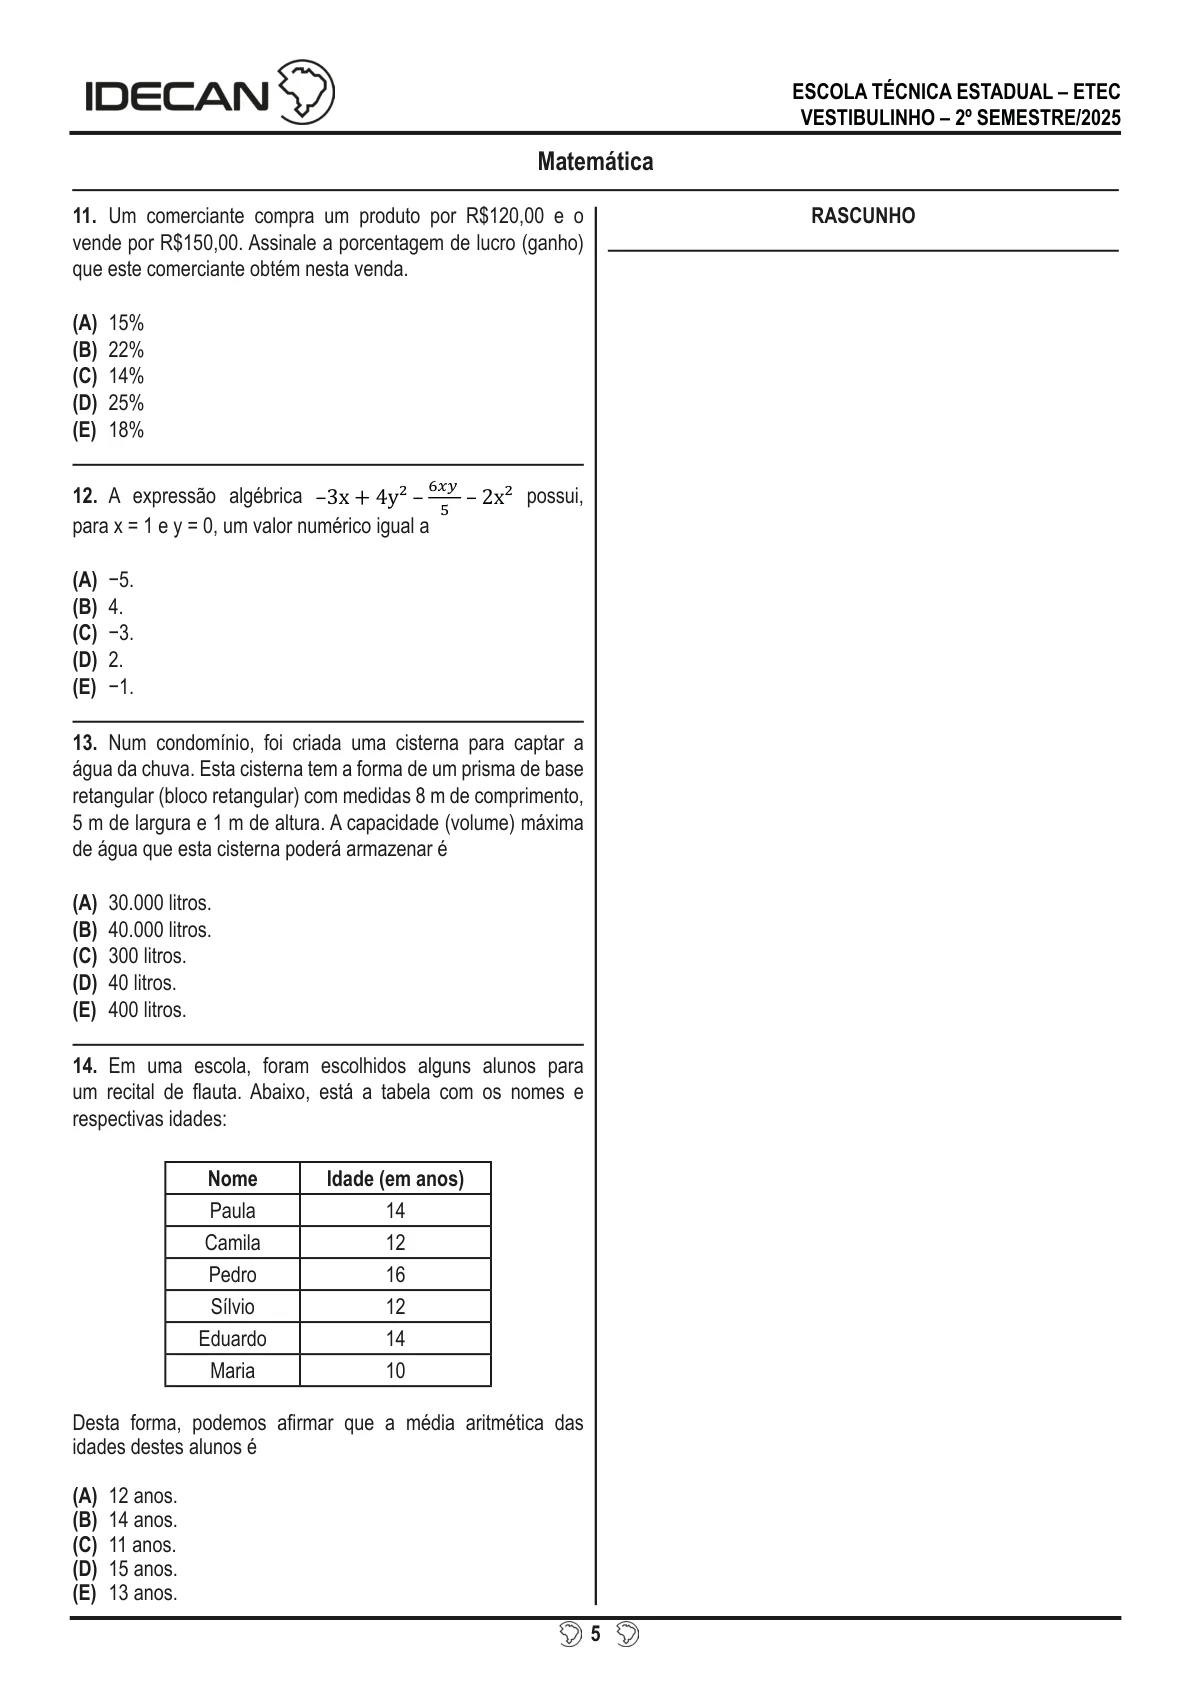 IDECAN
ESCOLA TÉCNICA ESTADUAL – ETEC
VESTIBULINHO – 2º SEMESTRE/2025
Matemática
11. Um comerciante compra um produto por R$120,00 e o
vende por R$150,00. Assinale a porcentagem de lucro (ganho)
que este comerciante obtém nesta venda.
(A) 15%
(B) 22%
(C) 14%
(D) 25%
(E) 18%
12. A expressão algébrica –3x + 4y² – 6xy/5 – 2x² possui,
para x = 1 e y = 0, um valor numérico igual a
(A) −5.
(B) 4.
(C) −3.
(D) 2.
(E) −1.
13. Num condomínio, foi criada uma cisterna para captar a
água da chuva. Esta cisterna tem a forma de um prisma de base
retangular (bloco retangular) com medidas 8 m de comprimento,
5 m de largura e 1 m de altura. A capacidade (volume) máxima
de água que esta cisterna poderá armazenar é
(A) 30.000 litros.
(B) 40.000 litros.
(C) 300 litros.
(D) 40 litros.
(E) 400 litros.
14. Em uma escola, foram escolhidos alguns alunos para
um recital de flauta. Abaixo, está a tabela com os nomes e
respectivas idades:
Nome Idade (em anos)
Paula 14
Camila 12
Pedro 16
Sílvio 12
Eduardo 14
Maria 10
Desta forma, podemos afirmar que a média aritmética das
idades destes alunos é
(A) 12 anos.
(B) 14 anos.
(C) 11 anos.
(D) 15 anos.
(E) 13 anos.
RASCUNHO
5